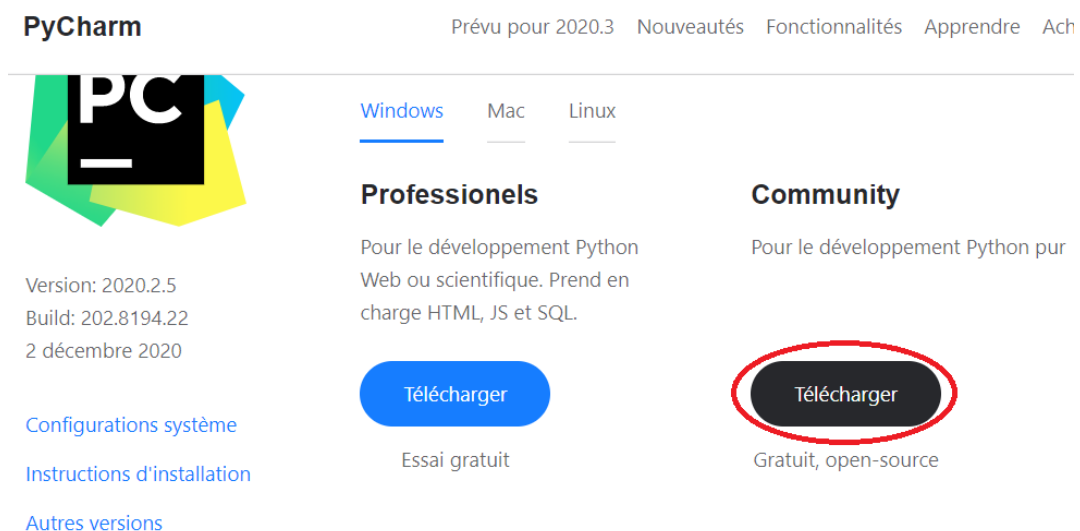 PyCharm
Prévu pour 2020.3 Nouveautés Fonctionnalités Apprendre Ach
PC
Windows Mac Linux
Professionels
Pour le développement Python
Web ou scientifique. Prend en
charge HTML, JS et SQL.
Télécharger
Essai gratuit
Community
Pour le développement Python pur
Télécharger
Gratuit, open-source
Version: 2020.2.5
Build: 202.8194.22
2 décembre 2020
Configurations système
Instructions d'installation
Autres versions